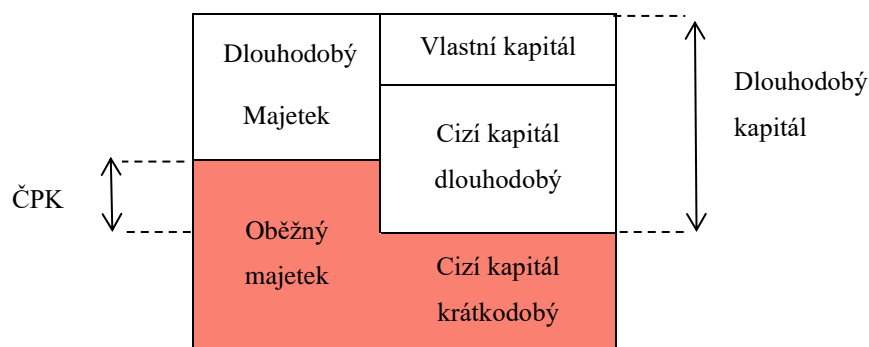 Dlouhodobý
Majetek
Vlastní kapitál
Cizí kapitál
dlouhodobý
Dlouhodobý
kapitál
ČPK
Oběžný
majetek
Cizí kapitál
krátkodobý